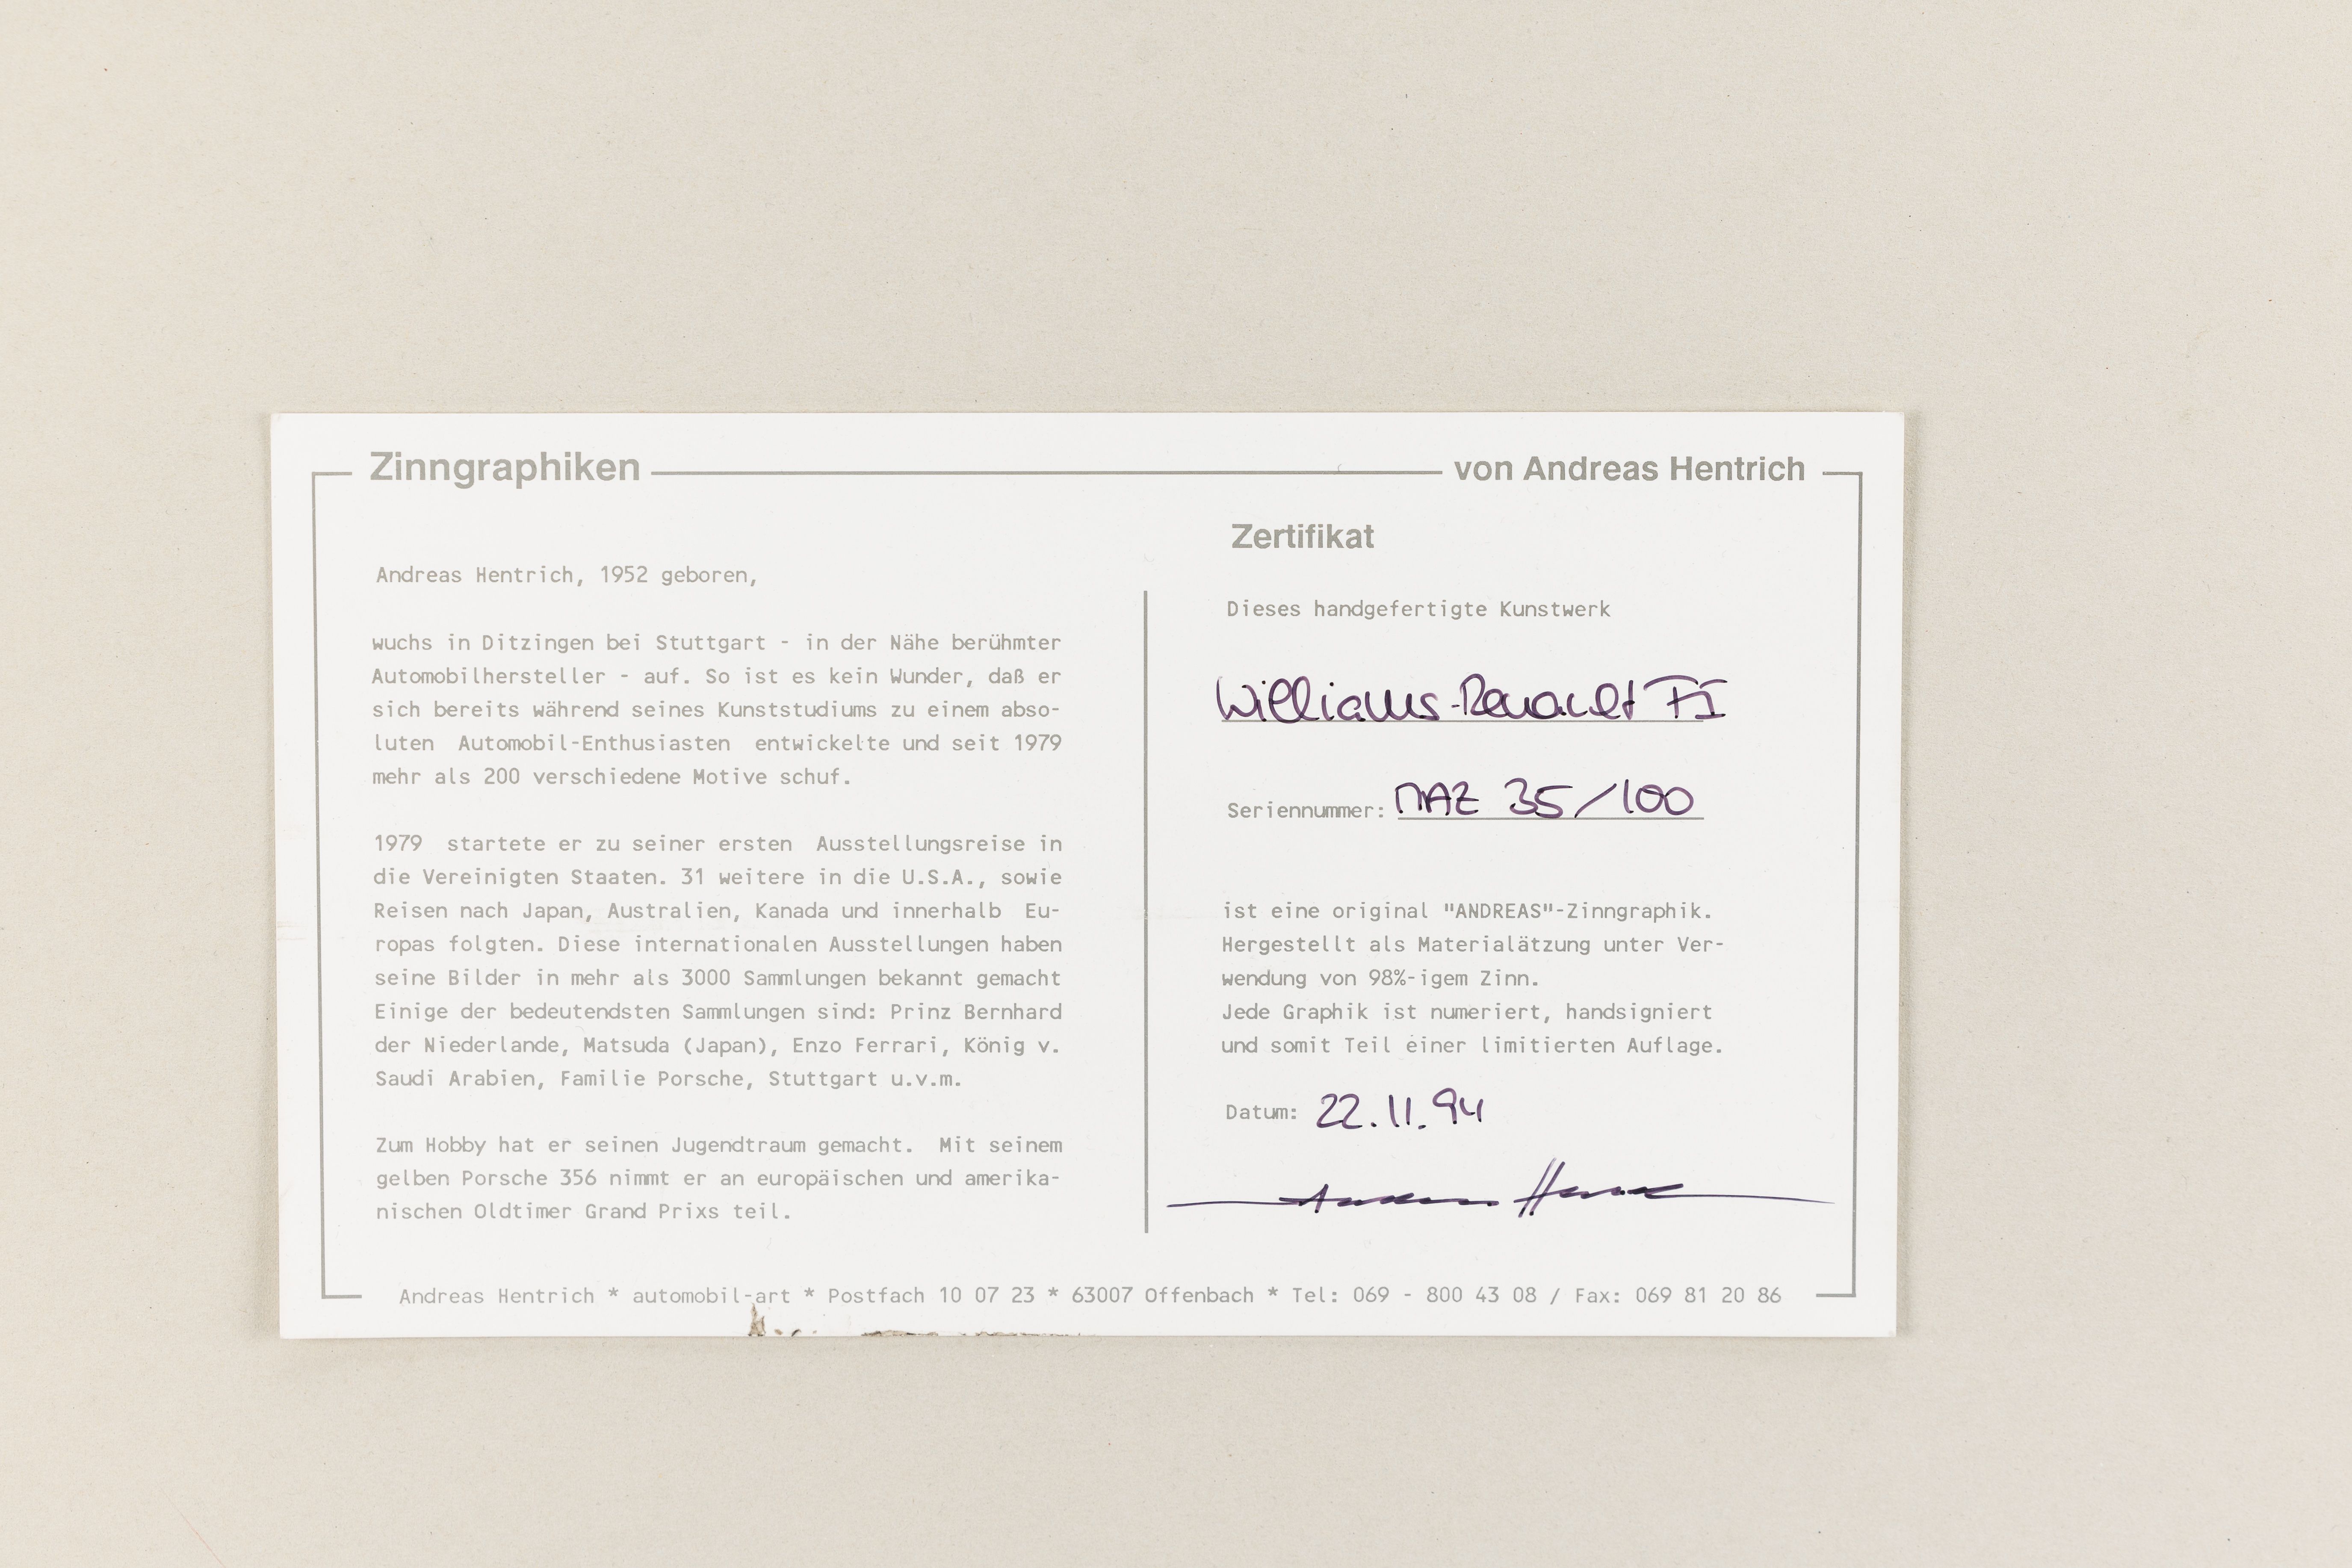 Zinngraphiken von Andreas Hentrich
Andreas Hentrich, 1952 geboren,
wuchs in Ditzingen bei Stuttgart - in der Nähe berühmter
Automobilhersteller - auf. So ist es kein Wunder, daß er
sich bereits während seines Kunststudiums zu einem abso-
luten Automobil-Enthusiasten entwickelte und seit 1979
mehr als 200 verschiedene Motive schuf.
1979 startete er zu seiner ersten Ausstellungsreise in
die Vereinigten Staaten. 31 weitere in die U.S.A., sowie
Reisen nach Japan, Australien, Kanada und innerhalb Eu-
ropas folgten. Diese internationalen Ausstellungen haben
seine Bilder in mehr als 3000 Sammlungen bekannt gemacht
Einige der bedeutendsten Sammlungen sind: Prinz Bernhard
der Niederlande, Matsuda (Japan), Enzo Ferrari, König v.
Saudi Arabien, Familie Porsche, Stuttgart u.v.m.
Zum Hobby hat er seinen Jugendtraum gemacht. Mit seinem
gelben Porsche 356 nimmt er an europäischen und amerika-
nischen Oldtimer Grand Prixs teil.
Zertifikat
Dieses handgefertigte Kunstwerk
Williams-Renault F1
Seriennummer: MAZ 35/100
ist eine original "ANDREAS"-Zinngraphik.
Hergestellt als Materialätzung unter Ver-
wendung von 98%-igem Zinn.
Jede Graphik ist numeriert, handsigniert
und somit Teil einer limitierten Auflage.
Datum: 22.11.94
Andreas Hentrich * automobil-art * Postfach 10 07 23 * 63007 Offenbach * Tel: 069 - 800 43 08 / Fax: 069 81 20 86